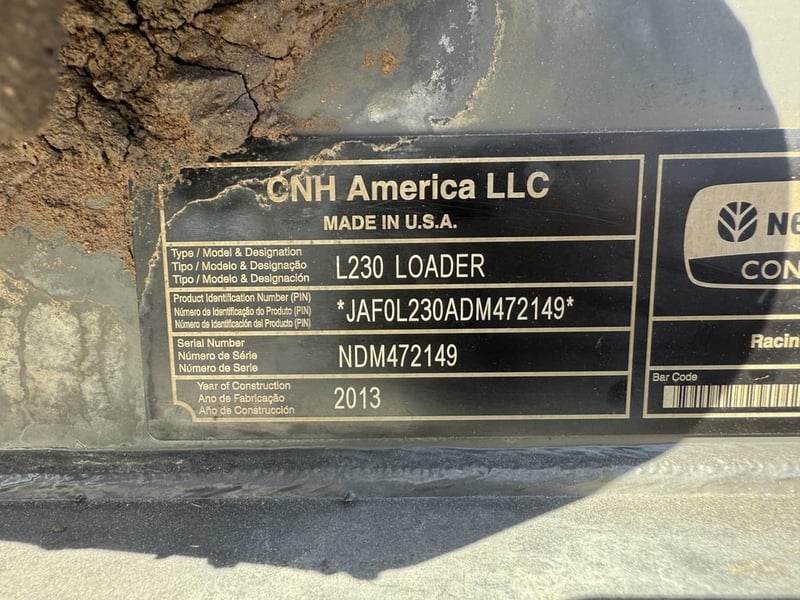 CNH America LLC
MADE IN U.S.A.
Type / Model & Designation
Tipo / Modelo & Designação
Tipo / Modelo & Designación
L230 LOADER
Product Identification Number (PIN)
Número de Identificação do Produto (PIN)
Número de Identificación del Producto (PIN)
*JAF0L230ADM472149*
Serial Number
Número de Série
Número de Serie
NDM472149
Year of Construction
Ano de Fabricação
Año de Construcción
2013
CON
Racin
Bar Code